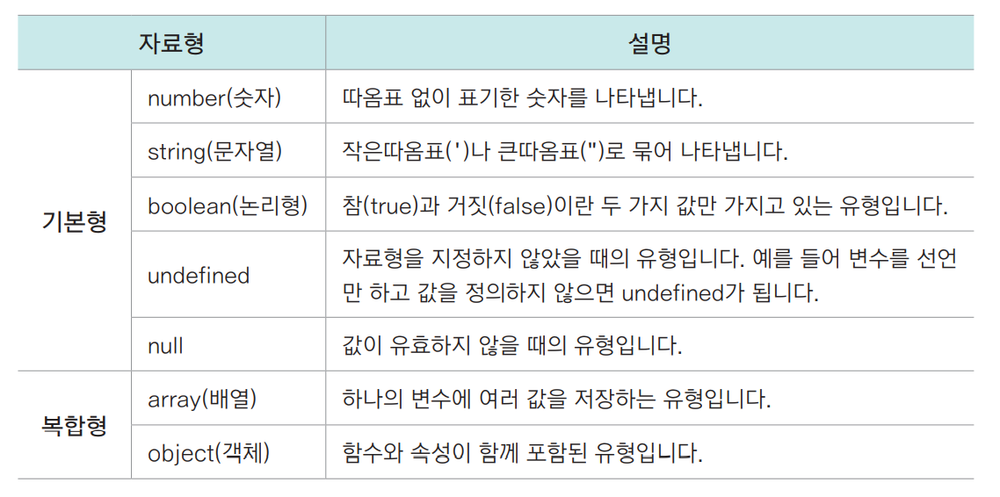 자료형 설명
기본형
number(숫자) 따옴표 없이 표기한 숫자를 나타냅니다.
string(문자열) 작은따옴표(')나 큰따옴표(")로 묶어 나타냅니다.
boolean(논리형) 참(true)과 거짓(false)이란 두 가지 값만 가지고 있는 유형입니다.
undefined 자료형을 지정하지 않았을 때의 유형입니다. 예를 들어 변수를 선언
만 하고 값을 정의하지 않으면 undefined가 됩니다.
null 값이 유효하지 않을 때의 유형입니다.
복합형
array(배열) 하나의 변수에 여러 값을 저장하는 유형입니다.
object(객체) 함수와 속성이 함께 포함된 유형입니다.